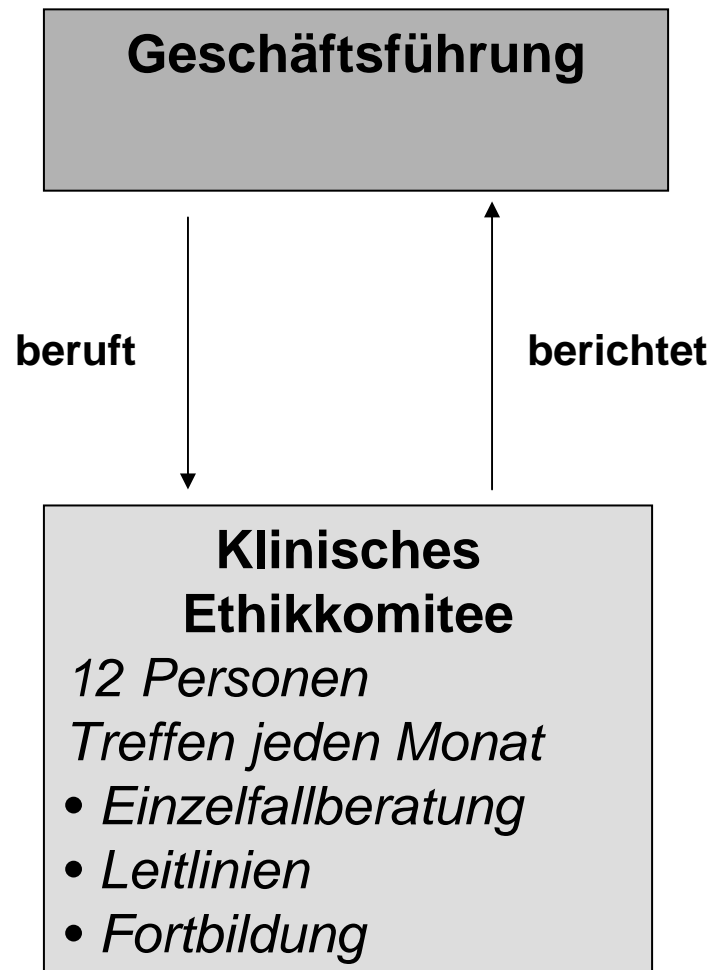 Geschäftsführung
beruft
berichtet
Klinisches
Ethikkomitee
12 Personen
Treffen jeden Monat
• Einzelfallberatung
• Leitlinien
• Fortbildung